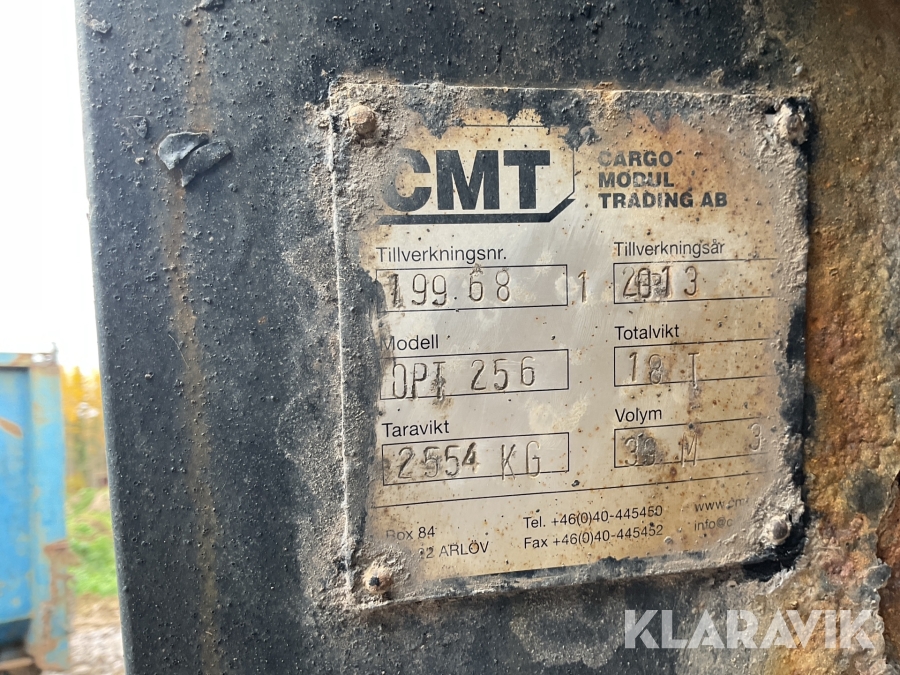 CMT
CARGO
MODUL
TRADING AB
Tillverkningsnr.
199.68 1
Tillverkningsår
2013
Modell
OPT 256
Totalvikt
18 T
Taravikt
2554 KG
Volym
M 3
Box 84
ARLÖV
Tel. +46(0)40-445450
Fax +46(0)40-445452
KLARAVIK